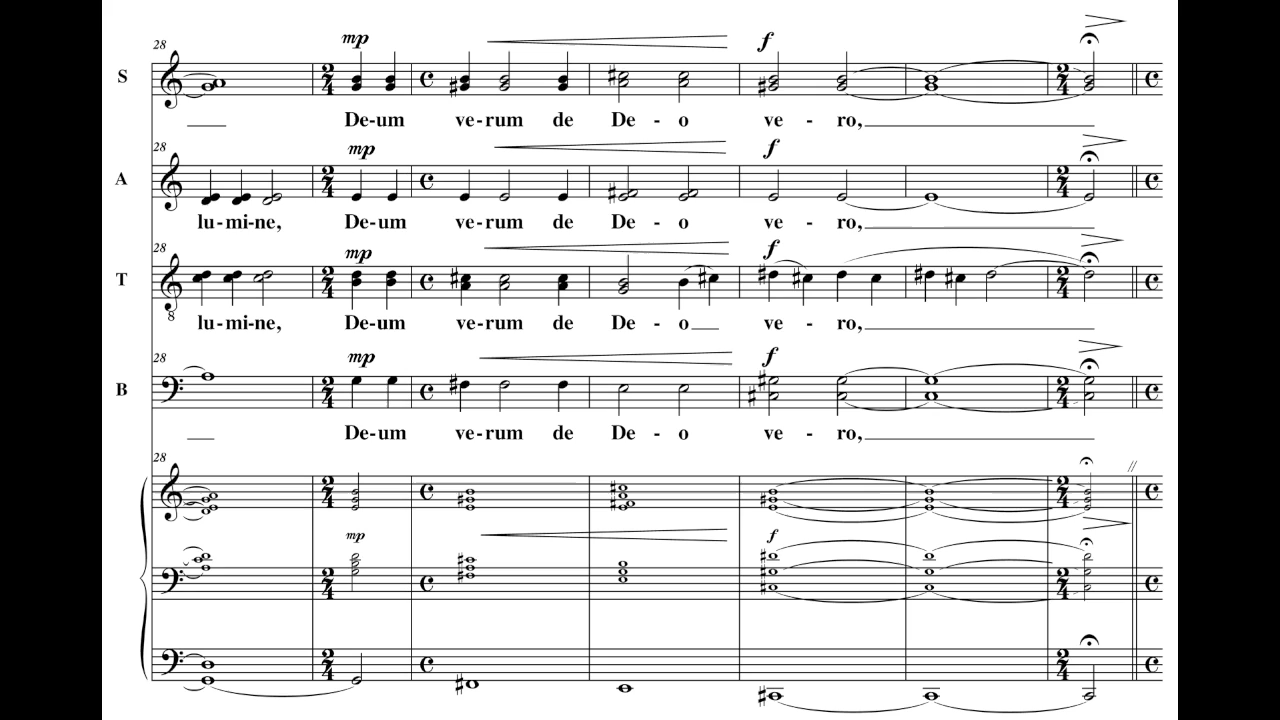 28 mp f
S
De-um ve-rum de De - o ve - ro,
28 mp f
A
lu-mi-ne, De-um ve-rum de De - o ve - ro,
28 mp f
T
8
lu-mi-ne, De-um ve-rum de De - o ve - ro,
28 mp f
B
De-um ve-rum de De - o ve - ro,
28
mp f